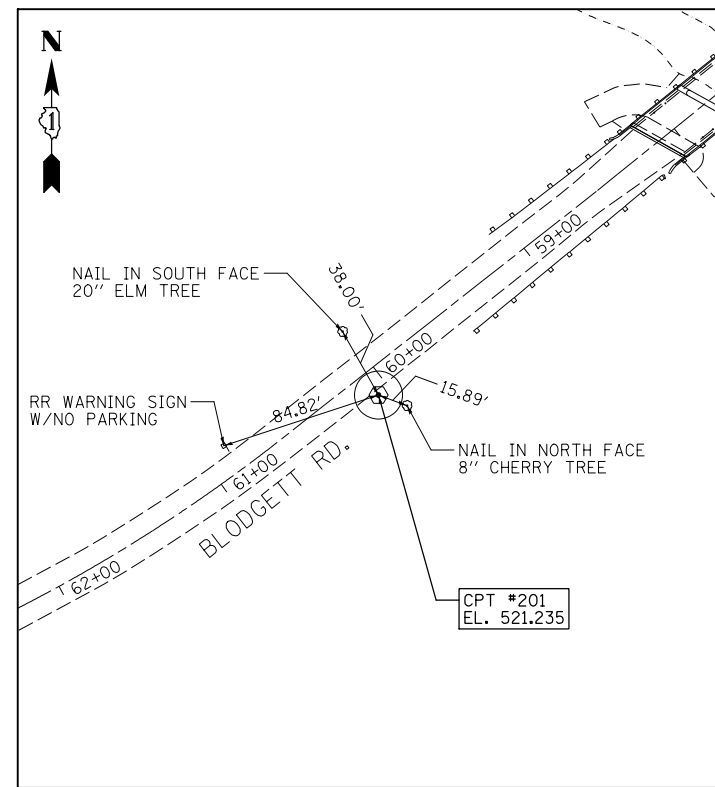 N
1
NAIL IN SOUTH FACE
20" ELM TREE
38.00'
59+00
60+00
RR WARNING SIGN
W/NO PARKING
84.82'
15.89'
NAIL IN NORTH FACE
8" CHERRY TREE
61+00
BLODGETT RD.
62+00
CPT #201
EL. 521.235